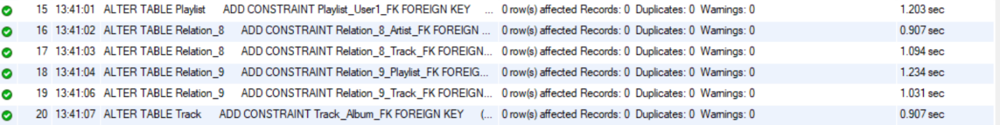 15 13:41:01 ALTER TABLE Playlist ADD CONSTRAINT Playlist_User1_FK FOREIGN KEY ... 0 row(s) affected Records: 0 Duplicates: 0 Warnings: 0 1.203 sec
16 13:41:02 ALTER TABLE Relation_8 ADD CONSTRAINT Relation_8_Artist_FK FOREIGN ... 0 row(s) affected Records: 0 Duplicates: 0 Warnings: 0 0.907 sec
17 13:41:03 ALTER TABLE Relation_8 ADD CONSTRAINT Relation_8_Track_FK FOREIGN... 0 row(s) affected Records: 0 Duplicates: 0 Warnings: 0 1.094 sec
18 13:41:04 ALTER TABLE Relation_9 ADD CONSTRAINT Relation_9_Playlist_FK FOREIG... 0 row(s) affected Records: 0 Duplicates: 0 Warnings: 0 1.234 sec
19 13:41:06 ALTER TABLE Relation_9 ADD CONSTRAINT Relation_9_Track_FK FOREIGN... 0 row(s) affected Records: 0 Duplicates: 0 Warnings: 0 1.031 sec
20 13:41:07 ALTER TABLE Track ADD CONSTRAINT Track_Album_FK FOREIGN KEY (... 0 row(s) affected Records: 0 Duplicates: 0 Warnings: 0 0.907 sec